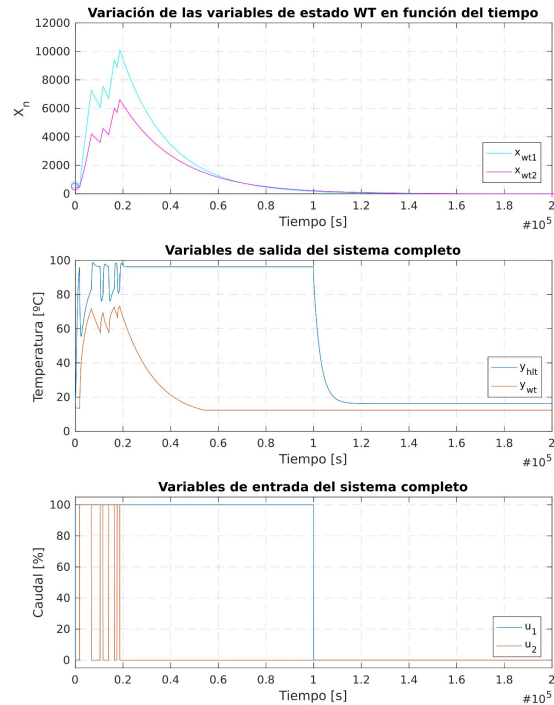 Variación de las variables de estado WT en función del tiempo
12000
10000
8000
6000
4000
2000
0
X_n
x_wt1
x_wt2
0 0.2 0.4 0.6 0.8 1 1.2 1.4 1.6 1.8 2
Tiempo [s]
#10^5
Variables de salida del sistema completo
100
80
60
40
20
0
Temperatura [ºC]
y_hlt
y_wt
0 0.2 0.4 0.6 0.8 1 1.2 1.4 1.6 1.8 2
Tiempo [s]
#10^5
Variables de entrada del sistema completo
100
80
60
40
20
0
Caudal [%]
u_1
u_2
0 0.2 0.4 0.6 0.8 1 1.2 1.4 1.6 1.8 2
Tiempo [s]
#10^5